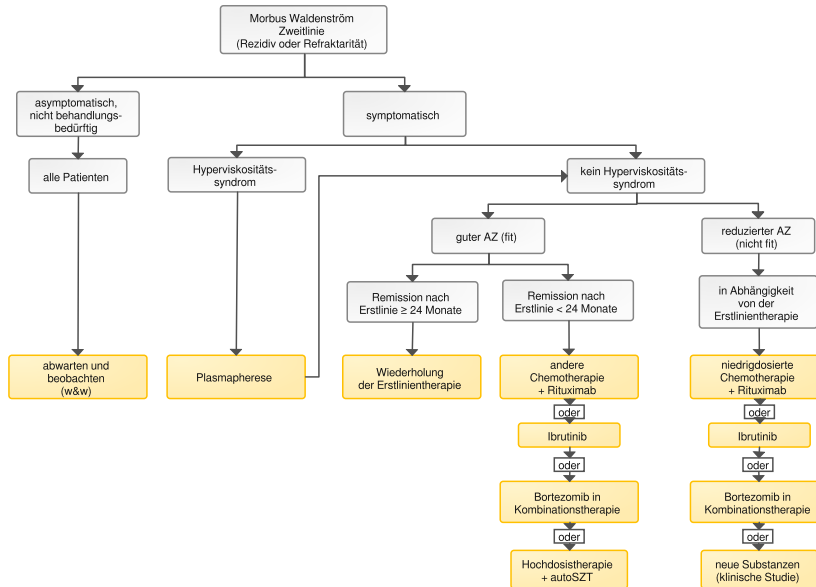 Morbus Waldenström
Zweitlinie
(Rezidiv oder Refraktarität)
asymptomatisch,
nicht behandlungs-
bedürftig
symptomatisch
alle Patienten
Hyperviskositäts-
syndrom
kein Hyperviskositäts-
syndrom
guter AZ (fit)
reduzierter AZ
(nicht fit)
Remission nach
Erstlinie ≥ 24 Monate
Remission nach
Erstlinie < 24 Monate
in Abhängigkeit
von der
Erstlinientherapie
abwarten und
beobachten
(w&w)
Plasmapherese
Wiederholung
der Erstlinientherapie
andere
Chemotherapie
+ Rituximab
niedrigdosierte
Chemotherapie
+ Rituximab
oder
oder
Ibrutinib
Ibrutinib
oder
oder
Bortezomib in
Kombinationstherapie
Bortezomib in
Kombinationstherapie
oder
oder
Hochdosistherapie
+ autoSZT
neue Substanzen
(klinische Studie)